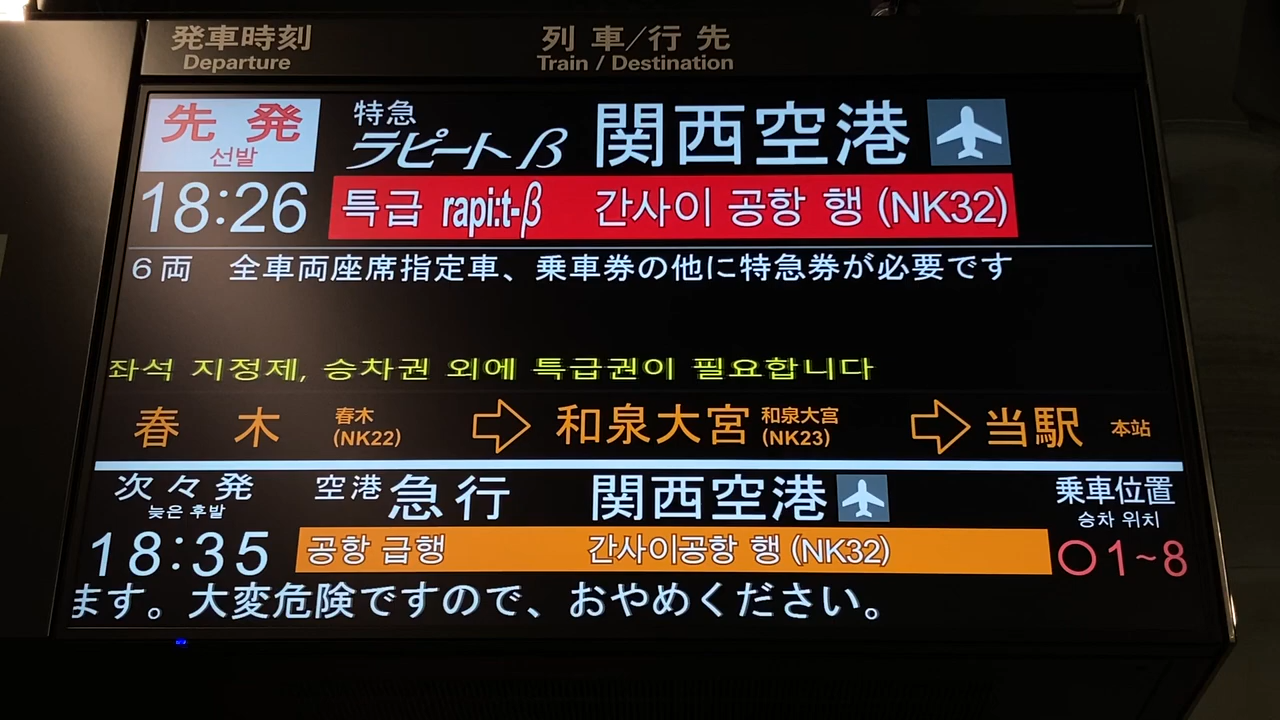 発車時刻 列 車/行 先
Departure Train / Destination
先 発 特急 ラピートβ 関西空港
선발
18:26 특급 rapi:t-β 간사이 공항 행 (NK32)
６両 全車両座席指定車、乗車券の他に特急券が必要です
좌석 지정제, 승차권 외에 특급권이 필요합니다
春 木 春木 (NK22) ⇨ 和泉大宮 和泉大宮 (NK23) ⇨ 当駅 本站
次々発 空港急行 関西空港 乗車位置
늦은 후발 승차 위치
18:35 공항 급행 간사이공항 행 (NK32) ○1~8
ます。大変危険ですので、おやめください。